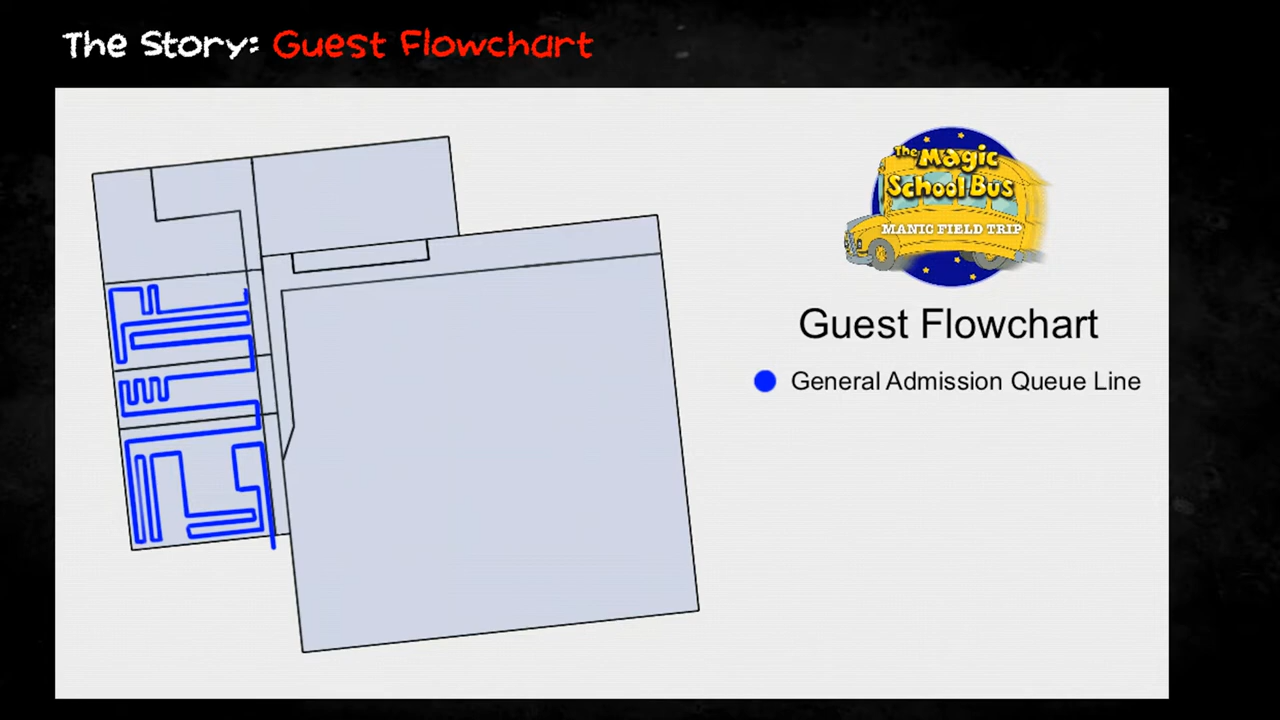 The Story: Guest Flowchart
The Magic
School Bus
MANIC FIELD TRIP
Guest Flowchart
General Admission Queue Line